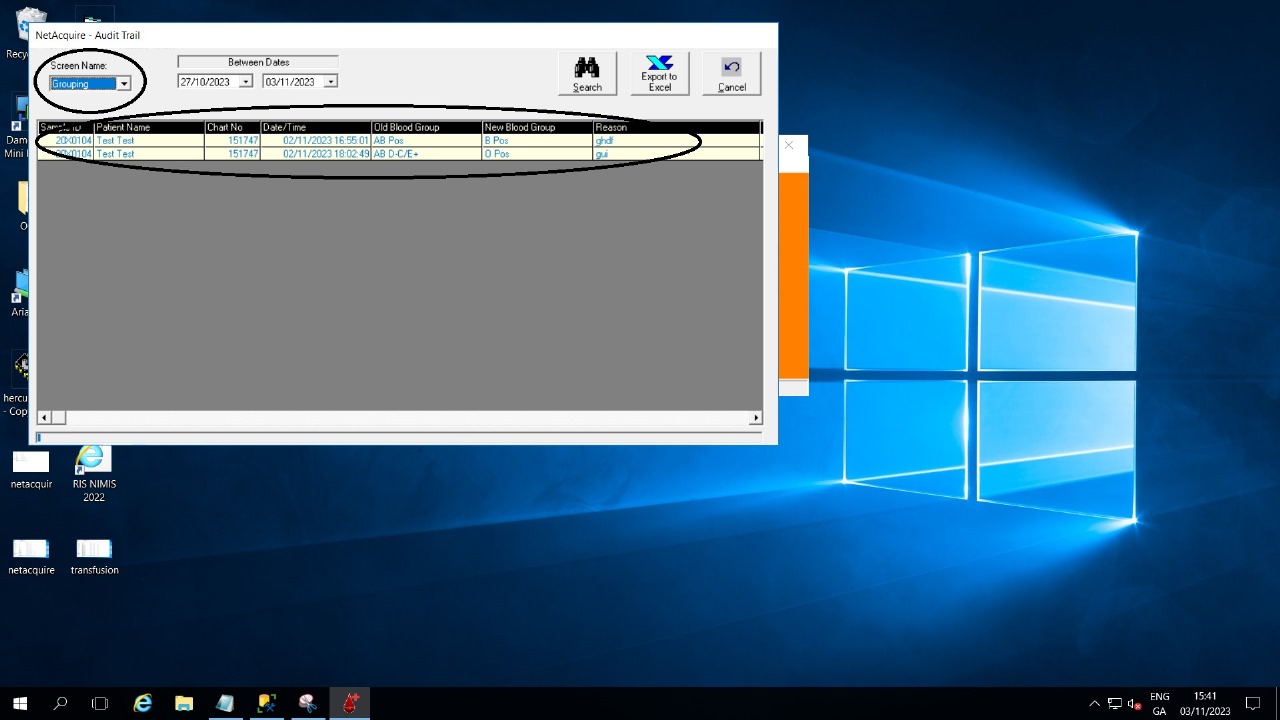 NetAcquire - Audit Trail
Screen Name:
Grouping
Between Dates
27/10/2023 03/11/2023
Search
Export to
Excel
Cancel
Sample ID Patient Name Chart No Date/Time Old Blood Group New Blood Group Reason
20X0104 Test Test 151747 02/11/2023 16:55:01 AB Pos B Pos ghdf
20X0104 Test Test 151747 02/11/2023 18:02:49 AB D-C/E+ O Pos gui
Recy
Dam
Mini
O
Aria
hercu
- Cop
netacquir
RIS NIMIS
2022
netacquire
transfusion
ENG
GA
15:41
03/11/2023